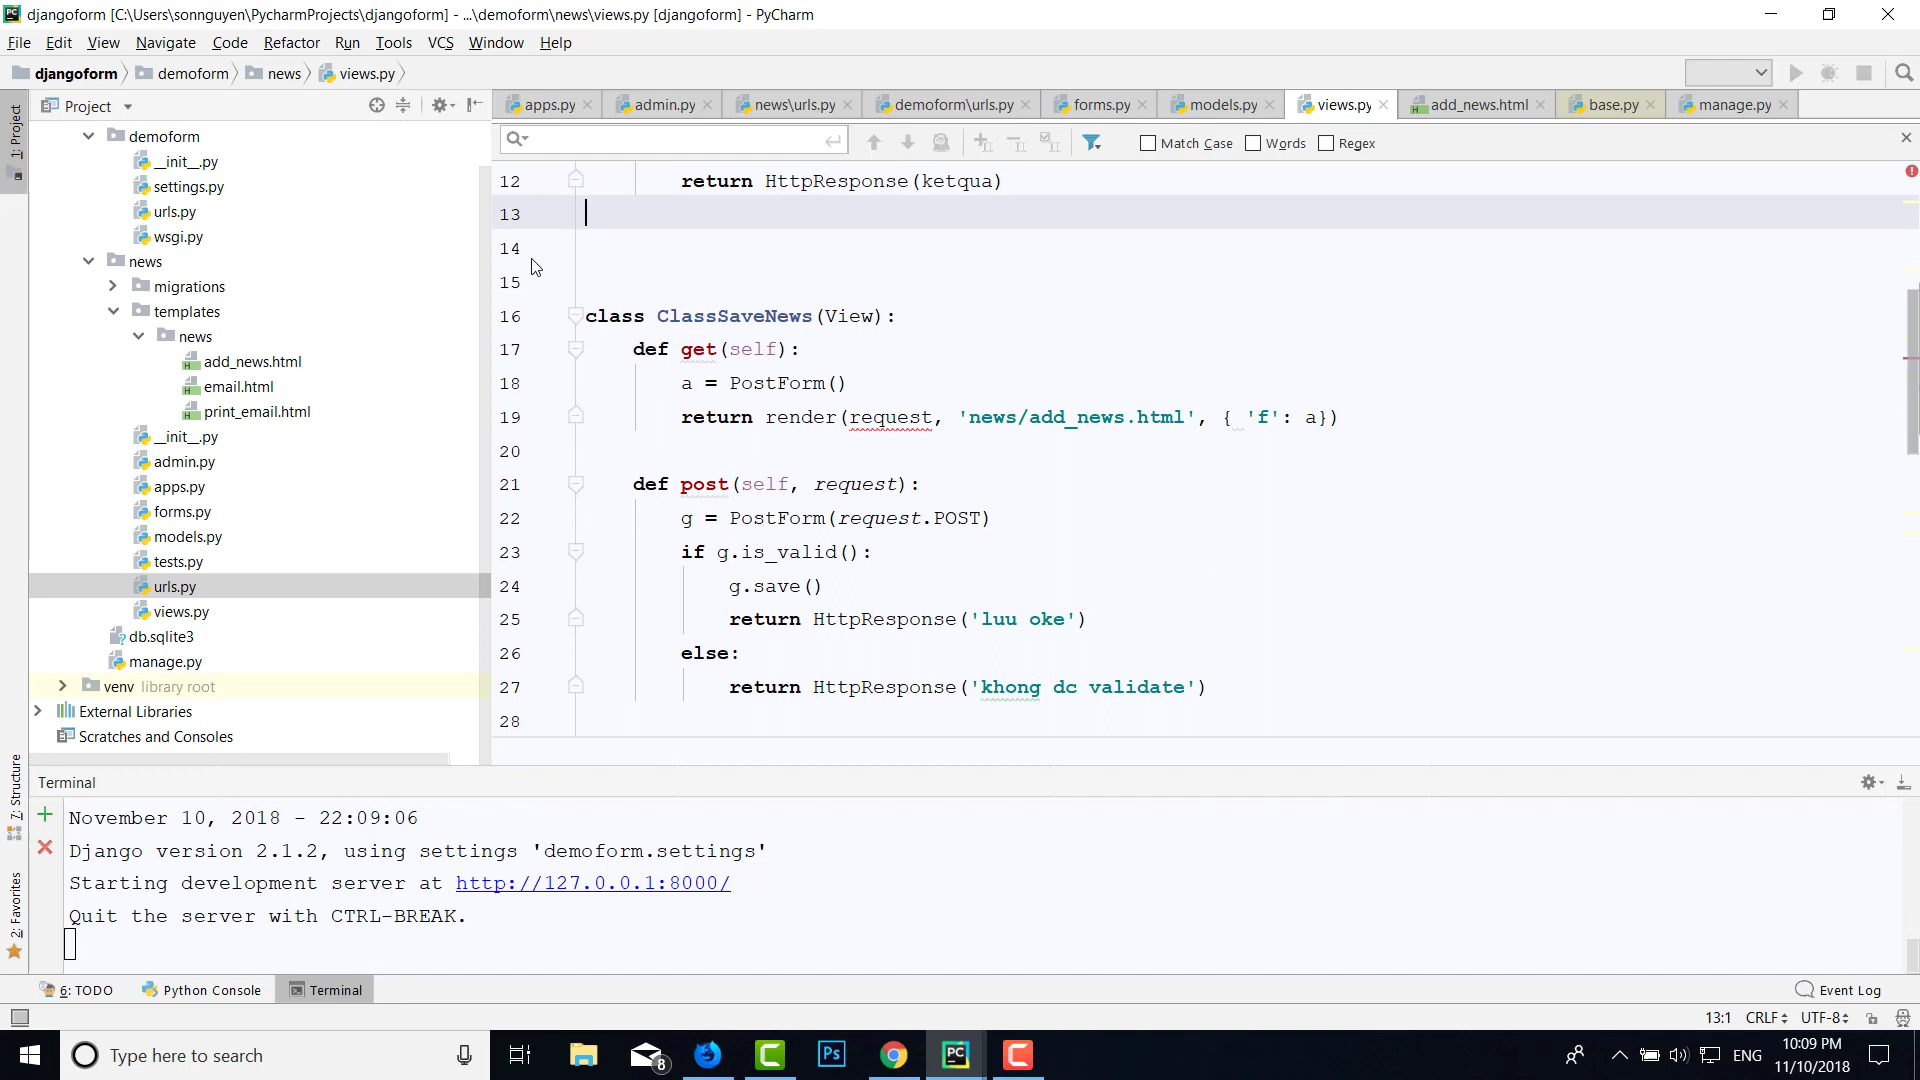 djangoform [C:\Users\sonnguyen\PycharmProjects\djangoform] - ...\demoform\news\views.py [djangoform] - PyCharm
File Edit View Navigate Code Refactor Run Tools VCS Window Help
djangoform demoform news views.py
1: Project
Project
apps.py admin.py news\urls.py demoform\urls.py forms.py models.py views.py add_news.html base.py manage.py
Match Case Words Regex
demoform
__init__.py
settings.py
urls.py
wsgi.py
news
migrations
templates
news
add_news.html
email.html
print_email.html
__init__.py
admin.py
apps.py
forms.py
models.py
tests.py
urls.py
views.py
db.sqlite3
manage.py
venv library root
External Libraries
Scratches and Consoles
12 return HttpResponse(ketqua)
13
14
15
16 class ClassSaveNews(View):
17 def get(self):
18 a = PostForm()
19 return render(request, 'news/add_news.html', { 'f': a})
20
21 def post(self, request):
22 g = PostForm(request.POST)
23 if g.is_valid():
24 g.save()
25 return HttpResponse('luu oke')
26 else:
27 return HttpResponse('khong dc validate')
28
7: Structure
2: Favorites
Terminal
November 10, 2018 - 22:09:06
Django version 2.1.2, using settings 'demoform.settings'
Starting development server at http://127.0.0.1:8000/
Quit the server with CTRL-BREAK.
6: TODO Python Console Terminal Event Log
13:1 CRLF UTF-8
Type here to search
8
Ps
PC
ENG
10:09 PM
11/10/2018